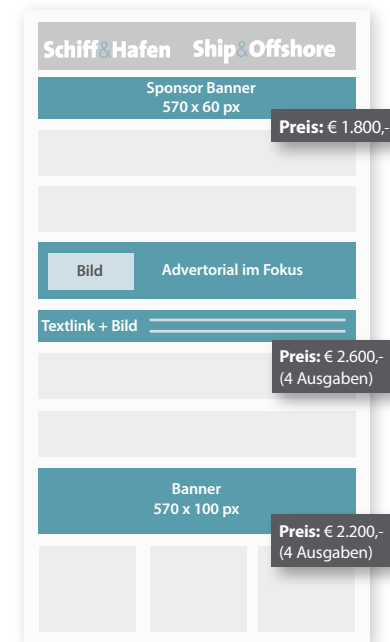 Schiff&Hafen Ship&Offshore
Sponsor Banner
570 x 60 px
Preis: € 1.800,-
Bild Advertorial im Fokus
Textlink + Bild
Preis: € 2.600,-
(4 Ausgaben)
Banner
570 x 100 px
Preis: € 2.200,-
(4 Ausgaben)